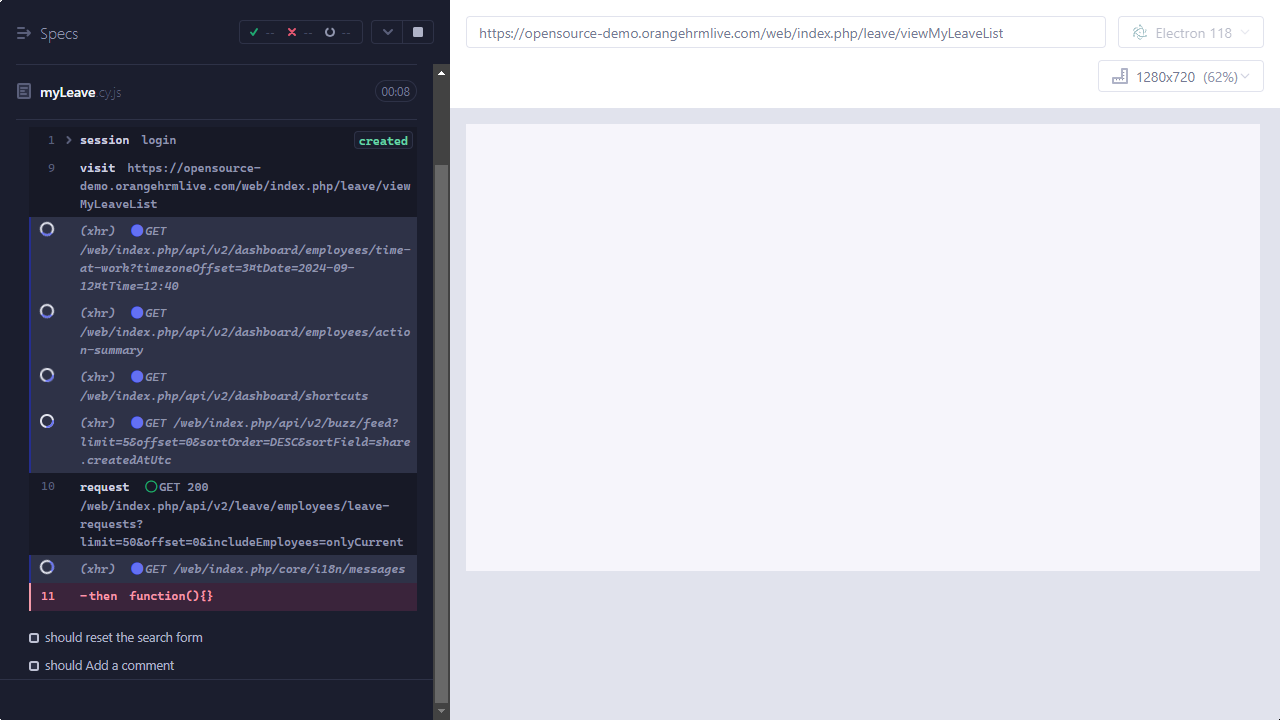 Specs
-- -- --
https://opensource-demo.orangehrmlive.com/web/index.php/leave/viewMyLeaveList
Electron 118
1280x720 (62%)
myLeave.cy.js
00:08
1 session login created
9 visit https://opensource-
demo.orangehrmlive.com/web/index.php/leave/view
MyLeaveList
(xhr) GET
/web/index.php/api/v2/dashboard/employees/time-
at-work?timezoneOffset=3¤tDate=2024-09-
12¤tTime=12:40
(xhr) GET
/web/index.php/api/v2/dashboard/employees/actio
n-summary
(xhr) GET
/web/index.php/api/v2/dashboard/shortcuts
(xhr) GET /web/index.php/api/v2/buzz/feed?
limit=5&offset=0&sortOrder=DESC&sortField=share
.createdAtUtc
10 request GET 200
/web/index.php/api/v2/leave/employees/leave-
requests?
limit=50&offset=0&includeEmployees=onlyCurrent
(xhr) GET /web/index.php/core/i18n/messages
11 -then function(){}
should reset the search form
should Add a comment